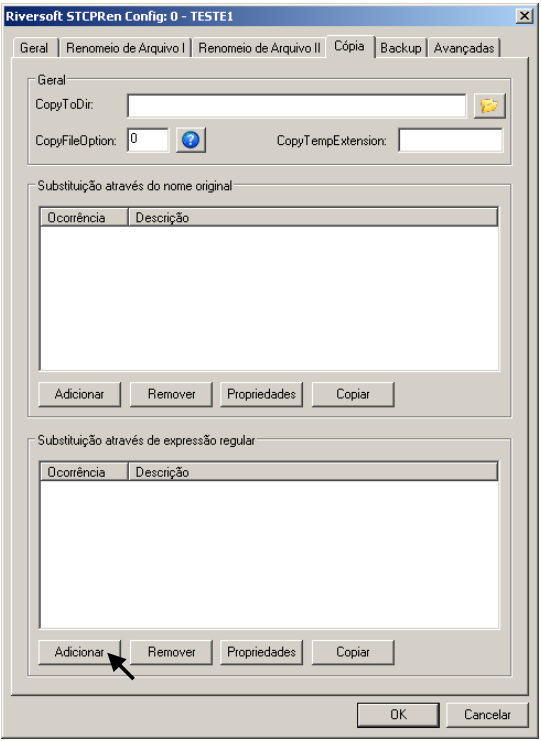 Riversoft STCPRen Config: 0 - TESTE1
Geral Renomeio de Arquivo I Renomeio de Arquivo II Cópia Backup Avançadas
Geral
CopyToDir:
CopyFileOption: 0 CopyTempExtension:
Substituição através do nome original
Ocorrência Descrição
Adicionar Remover Propriedades Copiar
Substituição através de expressão regular
Ocorrência Descrição
Adicionar Remover Propriedades Copiar
OK Cancelar